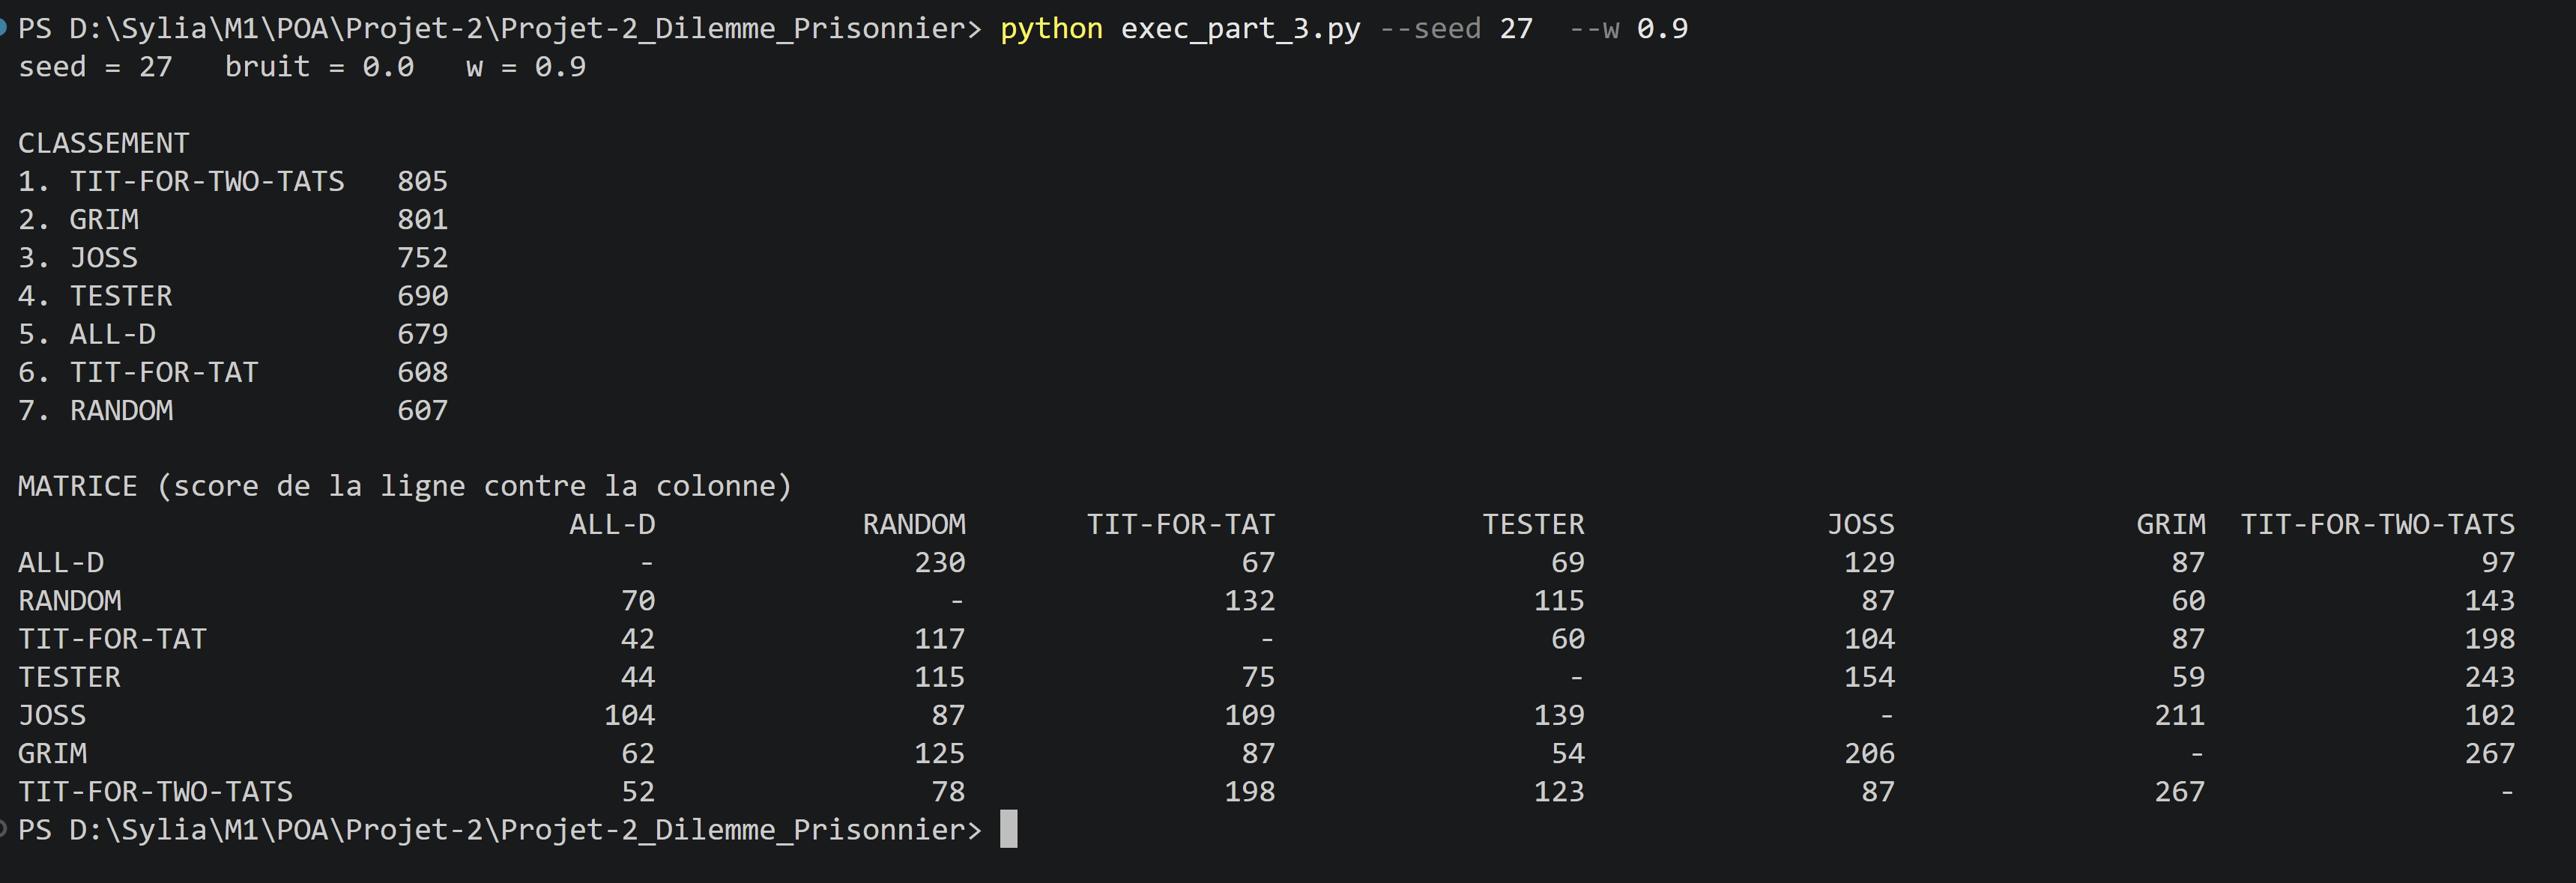 PS D:\Sylia\M1\POA\Projet-2\Projet-2_Dilemme_Prisonnier> python exec_part_3.py --seed 27  --w 0.9
seed = 27   bruit = 0.0   w = 0.9
CLASSEMENT
1. TIT-FOR-TWO-TATS   805
2. GRIM               801
3. JOSS               752
4. TESTER             690
5. ALL-D              679
6. TIT-FOR-TAT        608
7. RANDOM             607
MATRICE (score de la ligne contre la colonne)
ALL-D RANDOM TIT-FOR-TAT TESTER JOSS GRIM TIT-FOR-TWO-TATS
ALL-D - 230 67 69 129 87 97
RANDOM 70 - 132 115 87 60 143
TIT-FOR-TAT 42 117 - 60 104 87 198
TESTER 44 115 75 - 154 59 243
JOSS 104 87 109 139 - 211 102
GRIM 62 125 87 54 206 - 267
TIT-FOR-TWO-TATS 52 78 198 123 87 267 -
PS D:\Sylia\M1\POA\Projet-2\Projet-2_Dilemme_Prisonnier>